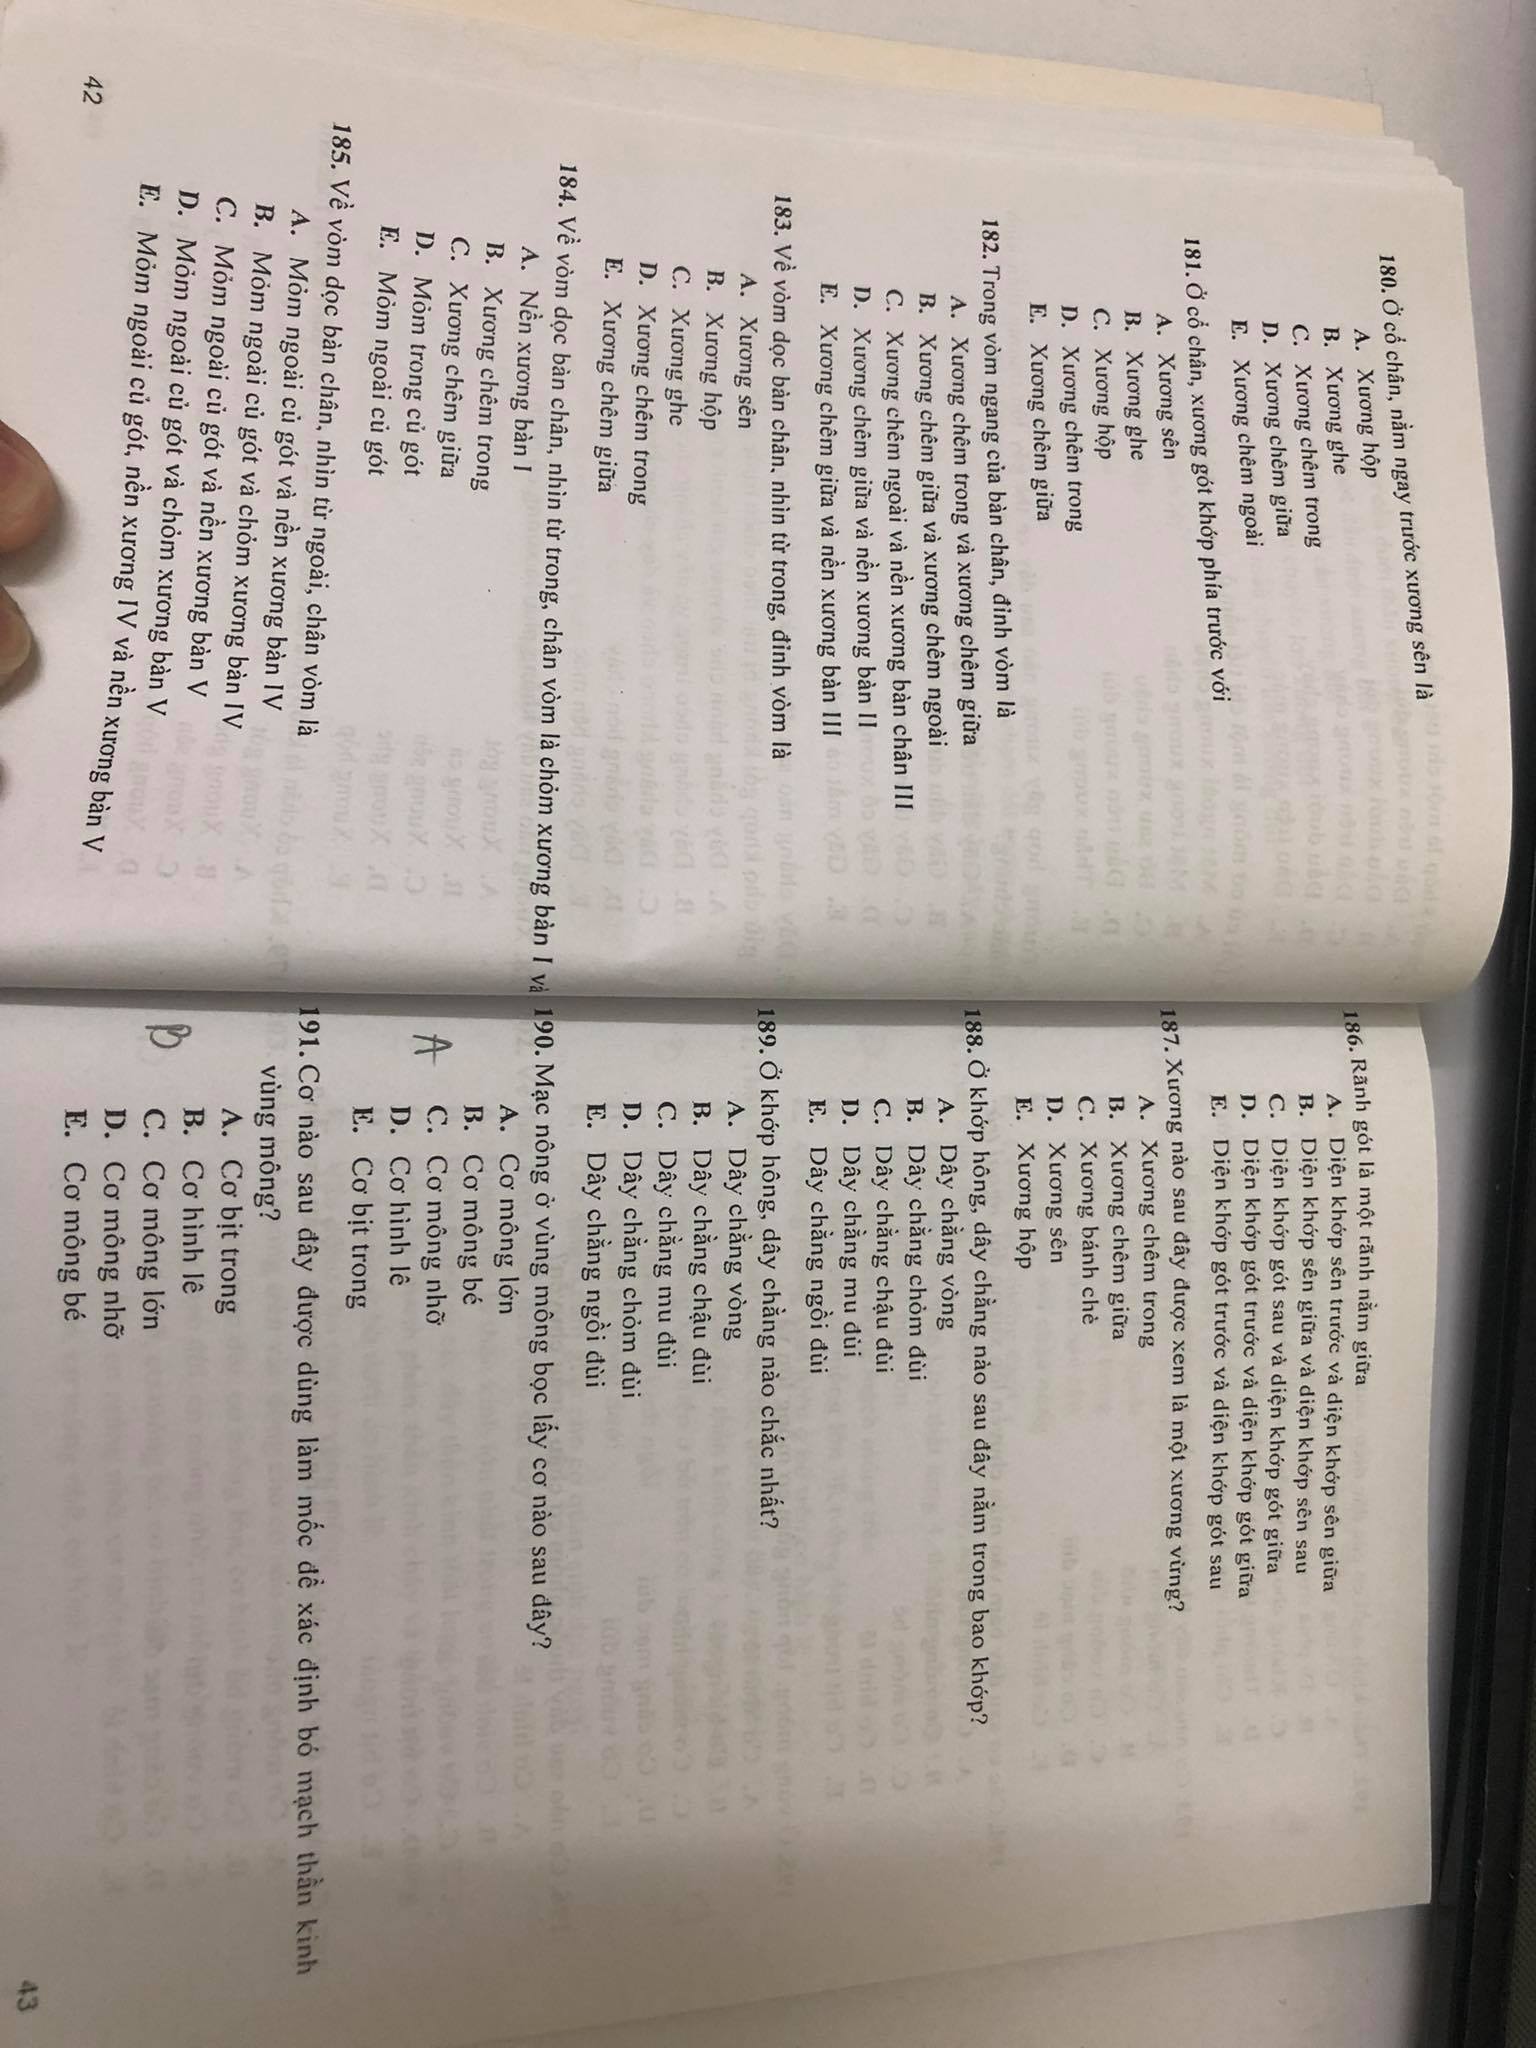 180. Ở cổ chân, nằm ngay trước xương sên là
A. Xương hộp
B. Xương ghe
C. Xương chêm trong
D. Xương chêm giữa
E. Xương chêm ngoài
181. Ở cổ chân, xương gót khớp phía trước với
A. Xương sên
B. Xương ghe
C. Xương hộp
D. Xương chêm trong
E. Xương chêm giữa
182. Trong vòm ngang của bàn chân, đỉnh vòm là
A. Xương chêm trong và xương chêm giữa
B. Xương chêm giữa và xương chêm ngoài
C. Xương chêm ngoài và nền xương bàn chân III
D. Xương chêm giữa và nền xương bàn II
E. Xương chêm giữa và nền xương bàn III
183. Về vòm dọc bàn chân, nhìn từ trong, đỉnh vòm là
A. Xương sên
B. Xương hộp
C. Xương ghe
D. Xương chêm trong
E. Xương chêm giữa
184. Về vòm dọc bàn chân, nhìn từ trong, chân vòm là chỏm xương bàn I và
A. Nền xương bàn I
B. Xương chêm trong
C. Xương chêm giữa
D. Mỏm trong củ gót
E. Mỏm ngoài củ gót
185. Về vòm dọc bàn chân, nhìn từ ngoài, chân vòm là
A. Mỏm ngoài củ gót và nền xương bàn IV
B. Mỏm ngoài củ gót và chỏm xương bàn IV
C. Mỏm ngoài củ gót và nền xương bàn V
D. Mỏm ngoài củ gót và chỏm xương bàn V
E. Mỏm ngoài củ gót, nền xương IV và nền xương bàn V
42
186. Rãnh gót là một rãnh nằm giữa
A. Diện khớp sên trước và diện khớp sên giữa
B. Diện khớp sên giữa và diện khớp sên sau
C. Diện khớp gót sau và diện khớp gót giữa
D. Diện khớp gót trước và diện khớp gót giữa
E. Diện khớp gót trước và diện khớp gót sau
187. Xương nào sau đây được xem là một xương vừng?
A. Xương chêm trong
B. Xương chêm giữa
C. Xương bánh chè
D. Xương sên
E. Xương hộp
188. Ở khớp hông, dây chằng nào sau đây nằm trong bao khớp?
A. Dây chằng vòng
B. Dây chằng chỏm đùi
C. Dây chằng chậu đùi
D. Dây chằng mu đùi
E. Dây chằng ngồi đùi
189. Ở khớp hông, dây chằng nào chắc nhất?
A. Dây chằng vòng
B. Dây chằng chậu đùi
C. Dây chằng mu đùi
D. Dây chằng chỏm đùi
E. Dây chằng ngồi đùi
190. Mạc nông ở vùng mông bọc lấy cơ nào sau đây?
A. Cơ mông lớn
B. Cơ mông bé
A
C. Cơ mông nhỡ
D. Cơ hình lê
E. Cơ bịt trong
191. Cơ nào sau đây được dùng làm mốc để xác định bó mạch thần kinh
vùng mông?
A. Cơ bịt trong
B. Cơ hình lê
B
C. Cơ mông lớn
D. Cơ mông nhỡ
E. Cơ mông bé
43